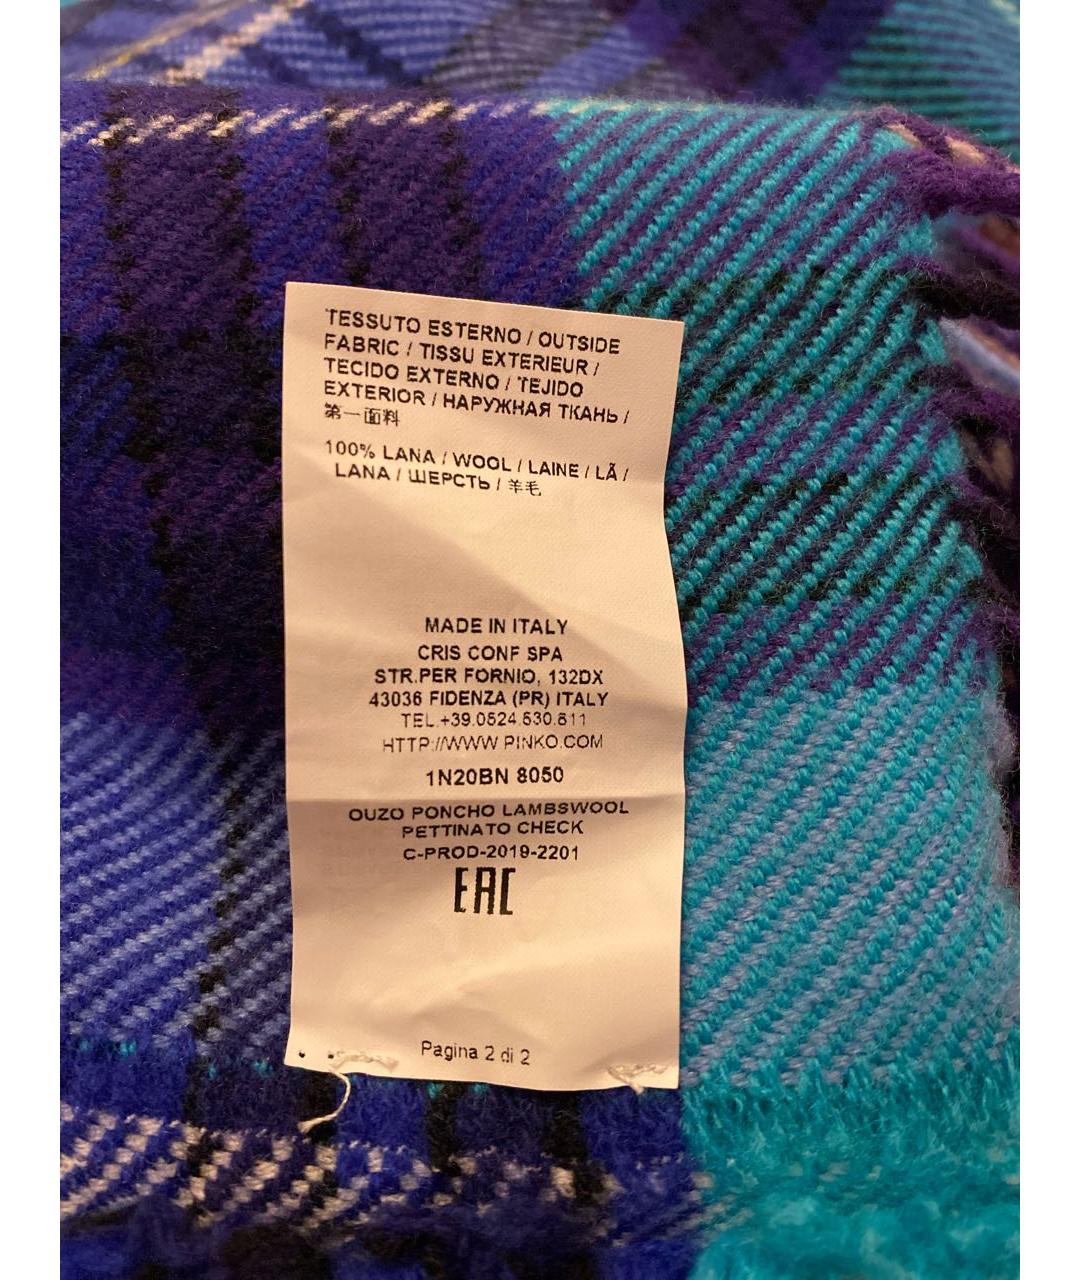 TESSUTO ESTERNO / OUTSIDE
FABRIC / TISSU EXTERIEUR /
TECIDO EXTERNO / TEJIDO
EXTERIOR / НАРУЖНАЯ ТКАНЬ /
第一面料
100% LANA / WOOL / LAINE / LÃ /
LANA / ШЕРСТЬ / 羊毛
MADE IN ITALY
CRIS CONF SPA
STR.PER FORNIO, 132DX
43036 FIDENZA (PR) ITALY
TEL.+39.0524.530.611
HTTP://WWW PINKO.COM
1N20BN 8050
OUZO PONCHO LAMBSWOOL
PETTINATO CHECK
C-PROD-2019-2201
EAC
Pagina 2 di 2